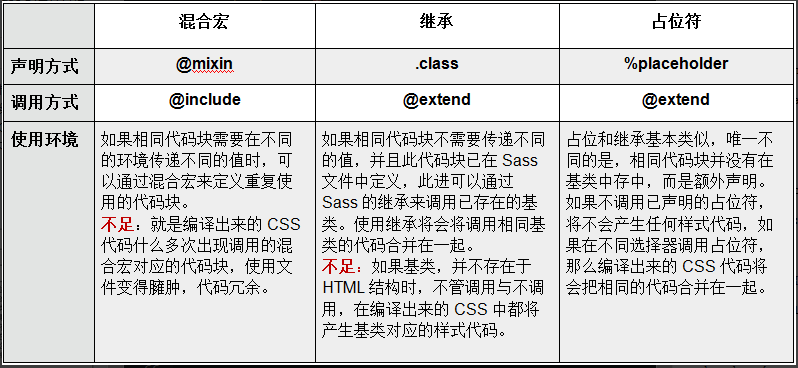 混合宏 继承 占位符
声明方式 @mixin .class %placeholder
调用方式 @include @extend @extend
使用环境
如果相同代码块需要在不同
的环境传递不同的值时，可
以通过混合宏来定义重复使
用的代码块。
不足：就是编译出来的 CSS
代码什么多次出现调用的混
合宏对应的代码块，使用文
件变得臃肿，代码冗余。
如果相同代码块不需要传递不同
的值，并且此代码块已在 Sass
文件中定义，此进可以通过
Sass 的继承来调用已存在的基
类。使用继承将会将调用相同基
类的代码合并在一起。
不足：如果基类，并不存在于
HTML 结构时，不管调用与不调
用，在编译出来的 CSS 中都将
产生基类对应的样式代码。
占位和继承基本类似，唯一不
同的是，相同代码块并没有在
基类中存中，而是额外声明。
如果不调用已声明的占位符，
将不会产生任何样式代码，如
果在不同选择器调用占位符，
那么编译出来的 CSS 代码将
会把相同的代码合并在一起。